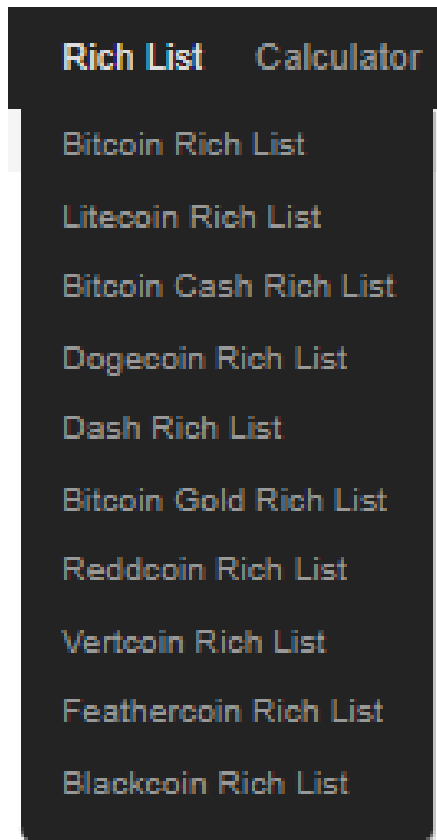 Rich List Calculator
Bitcoin Rich List
Litecoin Rich List
Bitcoin Cash Rich List
Dogecoin Rich List
Dash Rich List
Bitcoin Gold Rich List
Reddcoin Rich List
Vertcoin Rich List
Feathercoin Rich List
Blackcoin Rich List